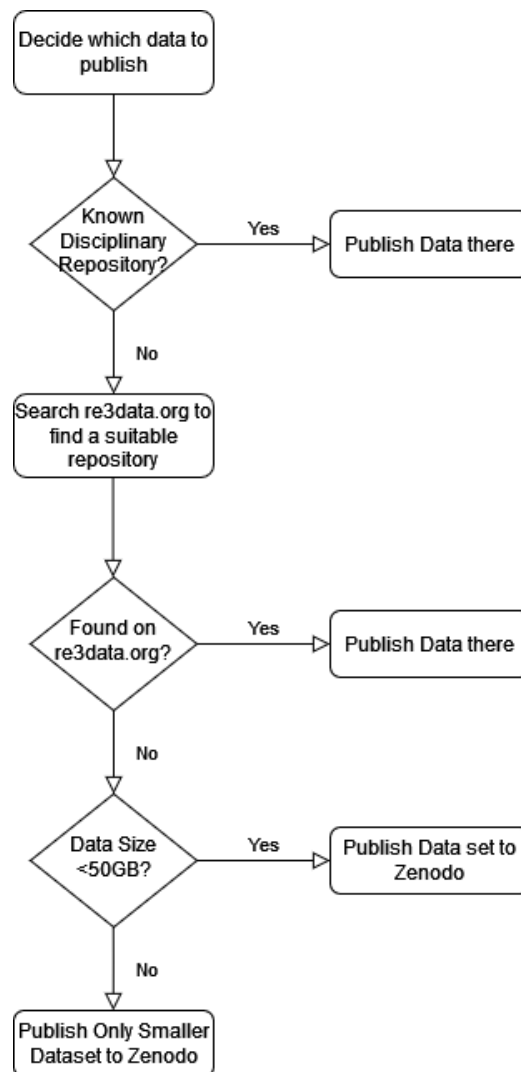 Decide which data to
publish
Known
Disciplinary
Repository?
Yes
Publish Data there
No
Search re3data.org to
find a suitable
repository
Found on
re3data.org?
Yes
Publish Data there
No
Data Size
<50GB?
Yes
Publish Data set to
Zenodo
No
Publish Only Smaller
Dataset to Zenodo